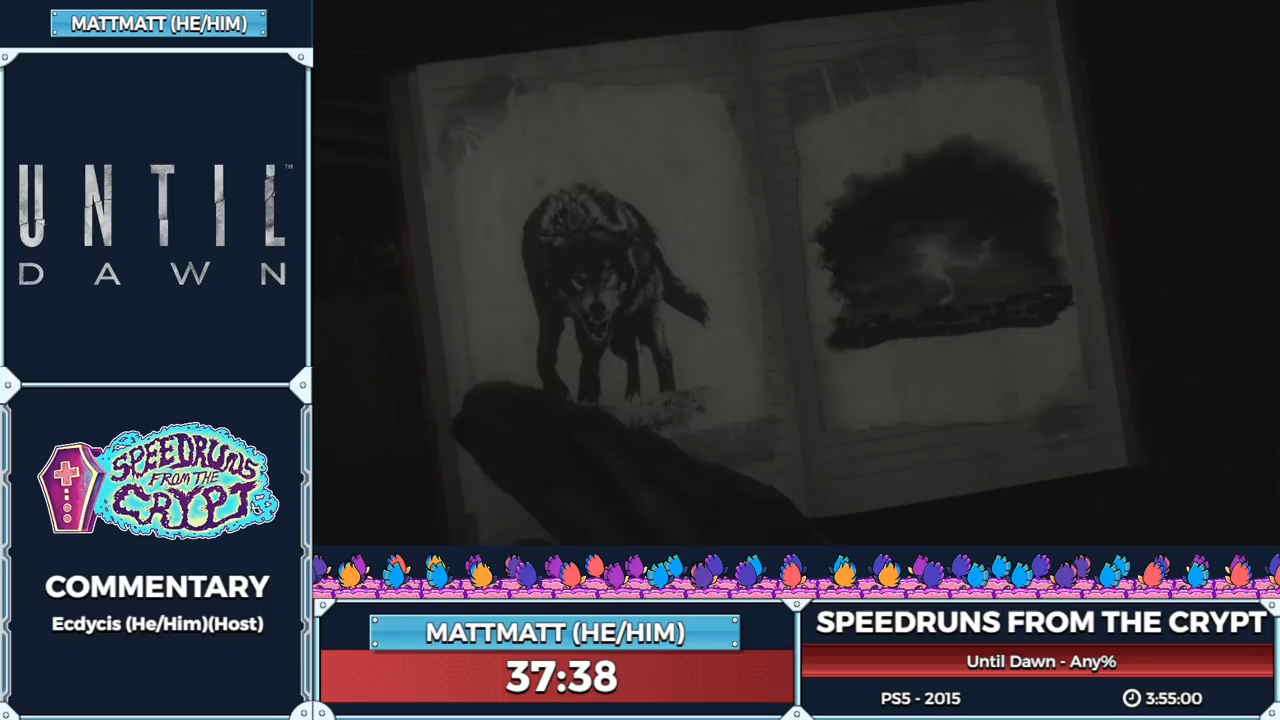 MATTMATT (HE/HIM)
UNTIL
DAWN
™
SPEEDRUNS
FROM THE
CRYPT
COMMENTARY
Ecdycis (He/Him)(Host)
MATTMATT (HE/HIM)
37:38
SPEEDRUNS FROM THE CRYPT
Until Dawn - Any%
PS5 - 2015
3:55:00